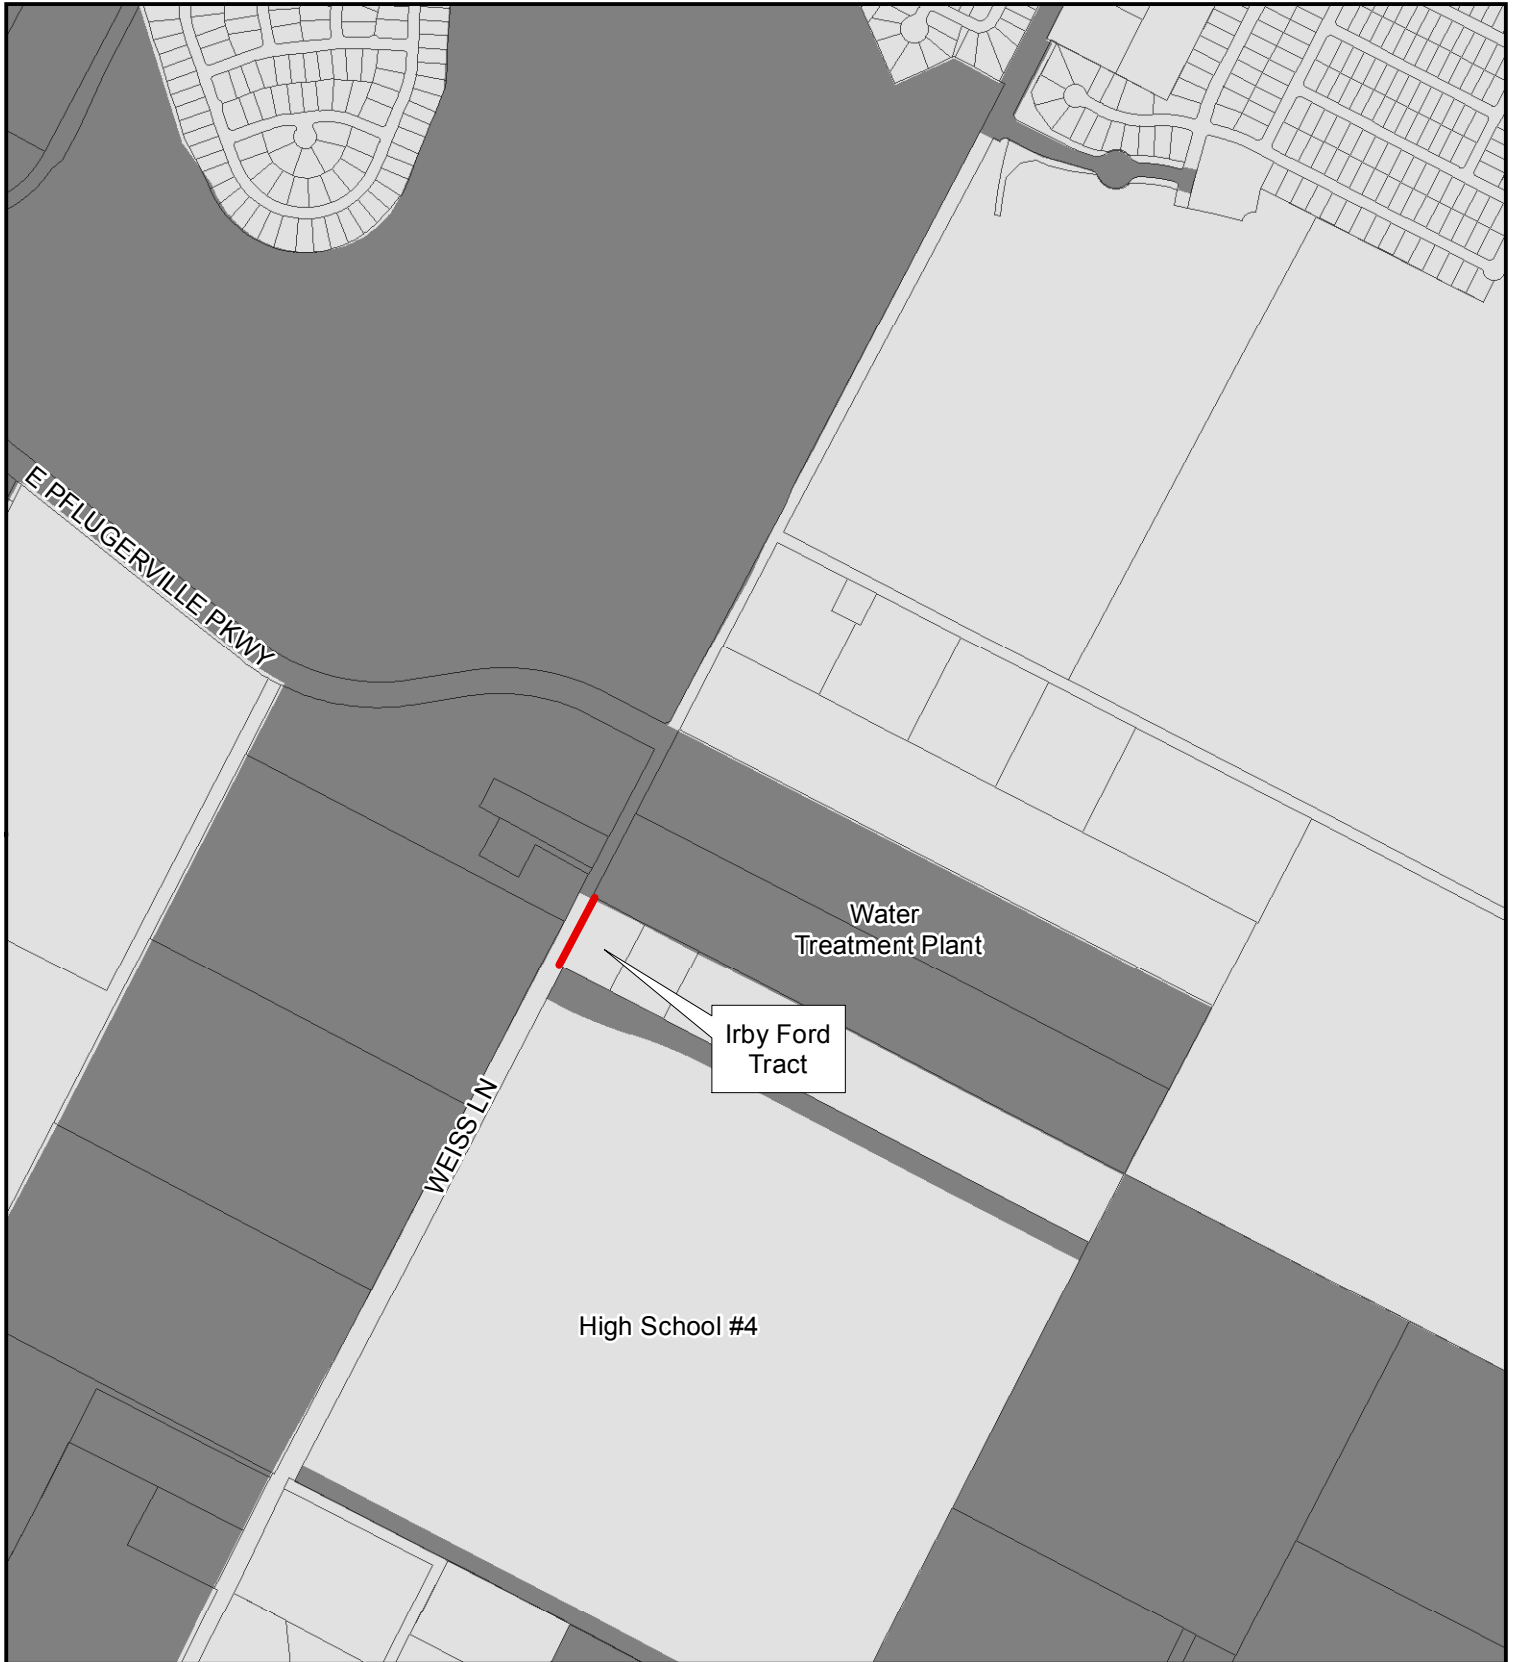 E PFLUGERVILLE PKWY
Water
Treatment Plant
Irby Ford
Tract
WEISS LN
High School #4